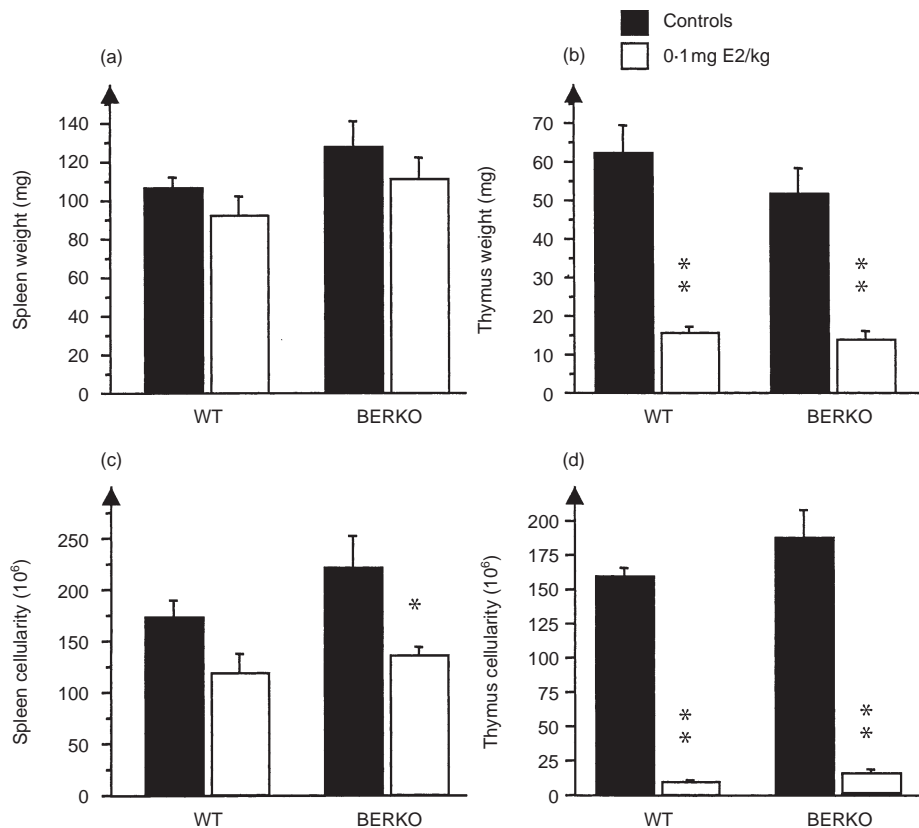 Controls
0·1mg E2/kg
(a)
140
120
100
80
60
40
20
0
Spleen weight (mg)
WT
BERKO
(b)
70
60
50
40
30
20
10
0
Thymus weight (mg)
**
**
WT
BERKO
(c)
250
200
175
150
100
50
0
Spleen cellularity (10⁶)
*
WT
BERKO
(d)
200
175
150
125
100
75
50
25
0
Thymus cellularity (10⁶)
**
**
WT
BERKO